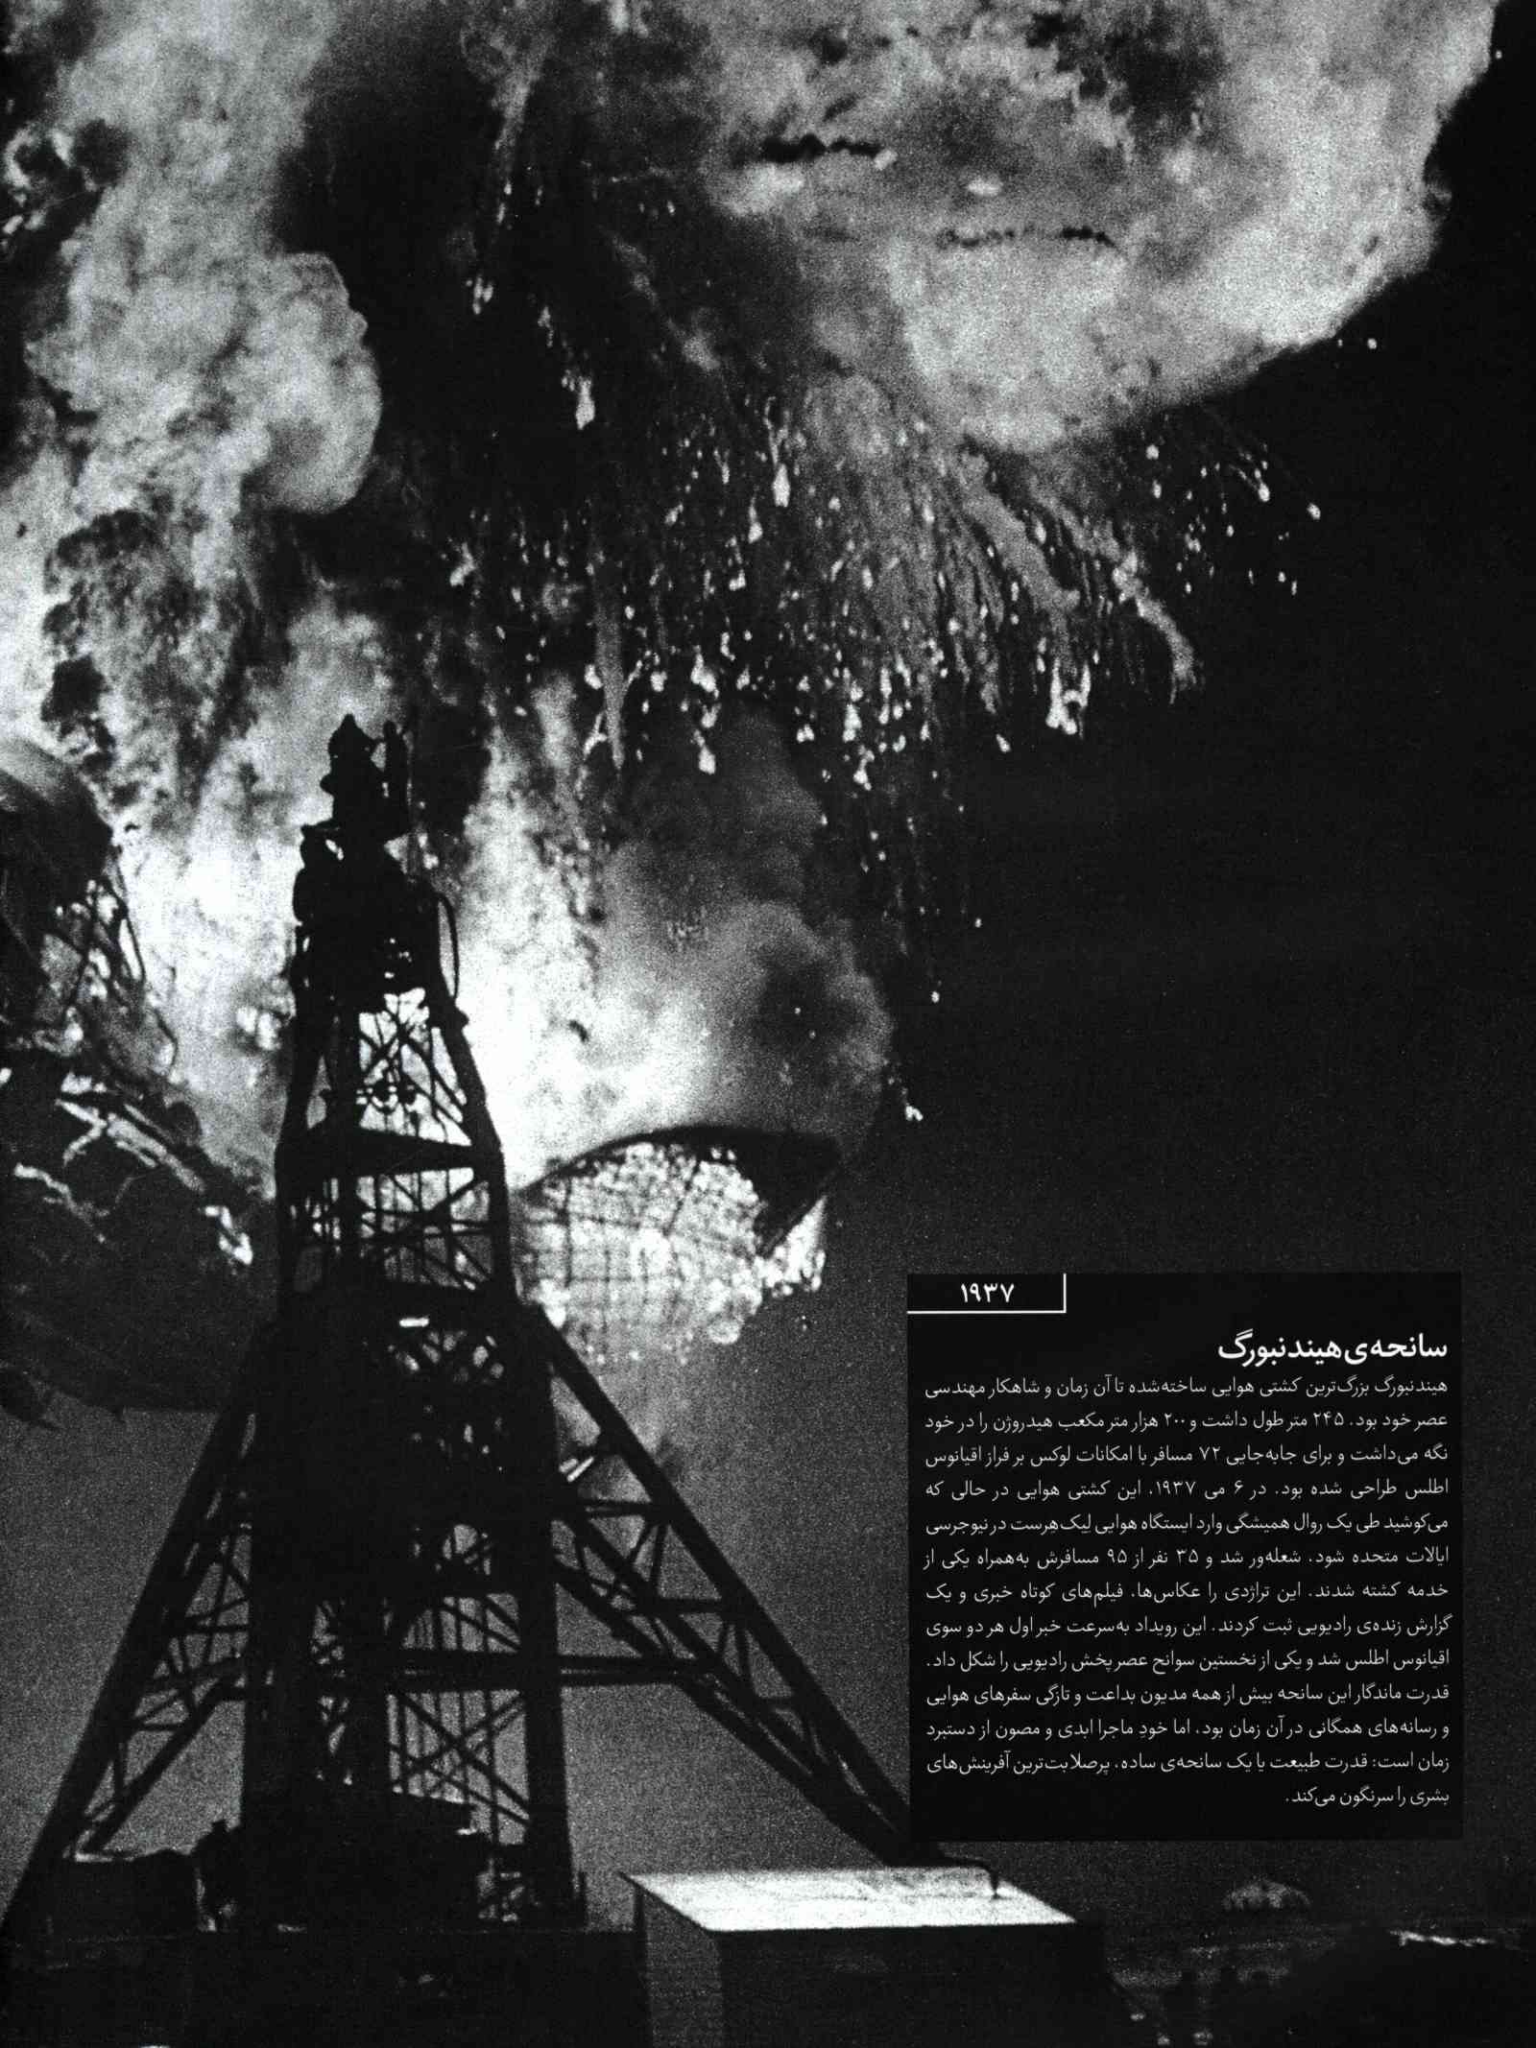 ۱۹۳۷
سانحه‌ی هیندنبورگ
هیندنبورگ بزرگ‌ترین کشتی هوایی ساخته‌شده تا آن زمان و شاهکار مهندسی
عصر خود بود. ۲۴۵ متر طول داشت و ۲۰۰ هزار متر مکعب هیدروژن را در خود
نگه می‌داشت و برای جابه‌جایی ۷۲ مسافر با امکانات لوکس بر فراز اقیانوس
اطلس طراحی شده بود. در ۶ می ۱۹۳۷، این کشتی هوایی در حالی که
می‌کوشید طی یک روال همیشگی وارد ایستگاه هوایی لِیک‌هِرست در نیوجرسی
ایالات متحده شود، شعله‌ور شد و ۳۵ نفر از ۹۵ مسافرش به‌همراه یکی از
خدمه کشته شدند. این تراژدی را عکاس‌ها، فیلم‌های کوتاه خبری و یک
گزارش زنده‌ی رادیویی ثبت کردند. این رویداد به‌سرعت خبر اول هر دو سوی
اقیانوس اطلس شد و یکی از نخستین سوانح عصر پخش رادیویی را شکل داد.
قدرت ماندگار این سانحه بیش از همه مدیون بداعت و تازگی سفرهای هوایی
و رسانه‌های همگانی در آن زمان بود، اما خودِ ماجرا ابدی و مصون از دستبرد
زمان است: قدرت طبیعت یا یک سانحه‌ی ساده، پرصلابت‌ترین آفرینش‌های
بشری را سرنگون می‌کند.